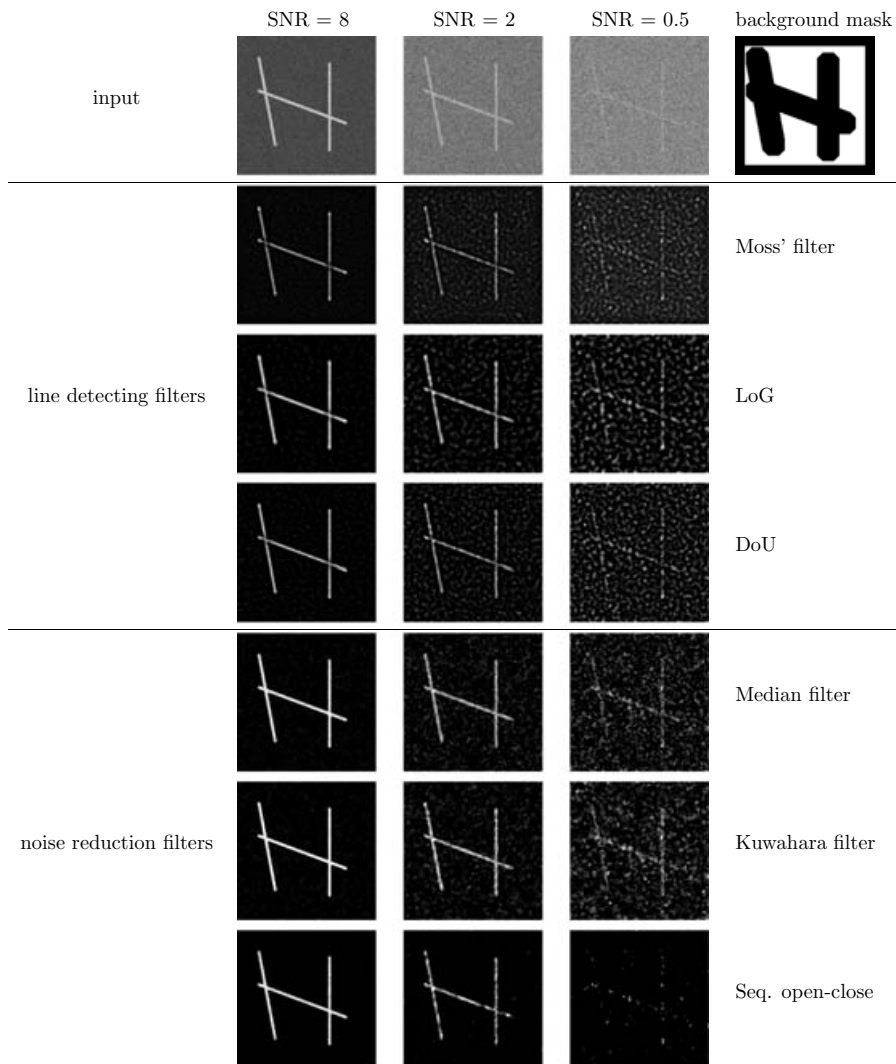 SNR = 8 SNR = 2 SNR = 0.5 background mask
input
Moss’ filter
line detecting filters LoG
DoU
Median filter
noise reduction filters Kuwahara filter
Seq. open-close